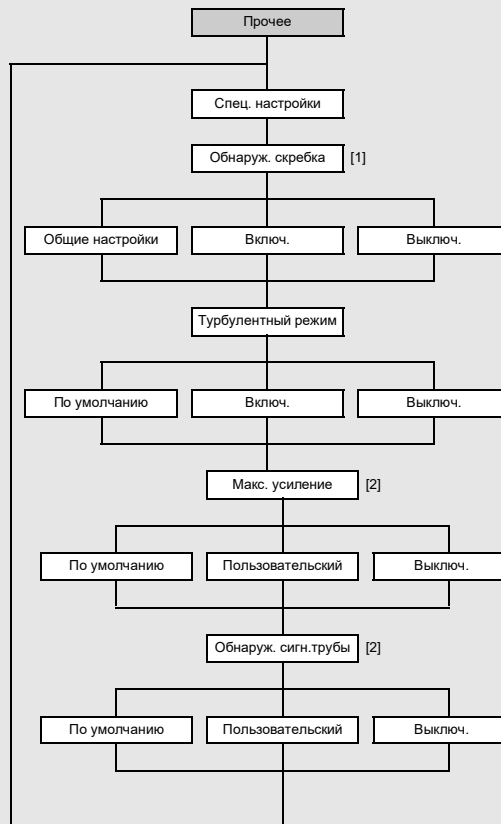 Прочее
Спец. настройки
Обнаруж. скребка [1]
Общие настройки Включ. Выключ.
Турбулентный режим
По умолчанию Включ. Выключ.
Макс. усиление [2]
По умолчанию Пользовательский Выключ.
Обнаруж. сигн.трубы [2]
По умолчанию Пользовательский Выключ.